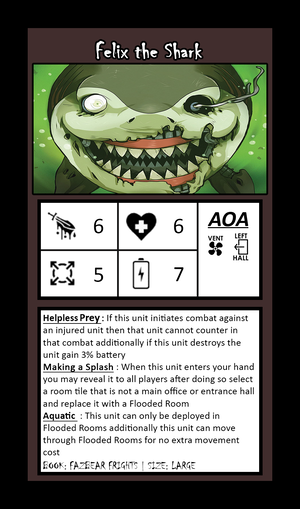 Felix the Shark
6 6 AOA
VENT LEFT
HALL
5 7
Helpless Prey : If this unit initiates combat against
an injured unit then that unit cannot counter in
that combat additionally if this unit destroys the
unit gain 3% battery
Making a Splash : When this unit enters your hand
you may reveal it to all players after doing so select
a room tile that is not a main office or entrance hall
and replace it with a Flooded Room
Aquatic : This unit can only be deployed in
Flooded Rooms additionally this unit can move
through Flooded Rooms for no extra movement
cost
BOOK: FAZBEAR FRIGHTS | SIZE: LARGE